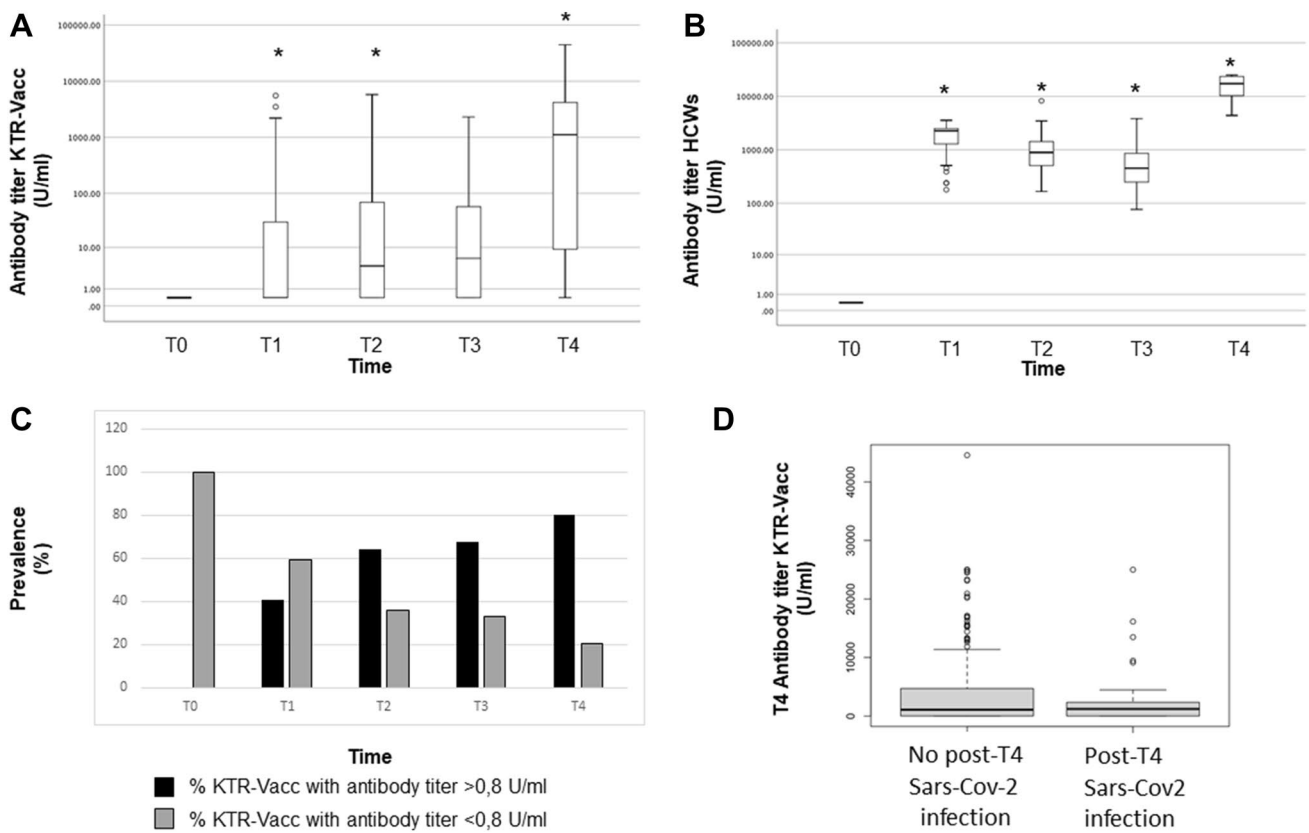 A
Antibody titer KTR-Vacc
(U/ml)
100000.00
10000.00
1000.00
100.00
10.00
1.00
.00
*
*
*
T0
T1
T2
T3
T4
Time
B
Antibody titer HCWs
(U/ml)
100000.00
10000.00
1000.00
100.00
10.00
1.00
.00
*
*
*
*
T0
T1
T2
T3
T4
Time
C
Prevalence
(%)
120
100
80
60
40
20
0
T0
T1
T2
T3
T4
Time
% KTR-Vacc with antibody titer >0,8 U/ml
% KTR-Vacc with antibody titer <0,8 U/ml
D
T4 Antibody titer KTR-Vacc
(U/ml)
40000
30000
20000
10000
0
No post-T4
Sars-Cov-2
infection
Post-T4
Sars-Cov2
infection